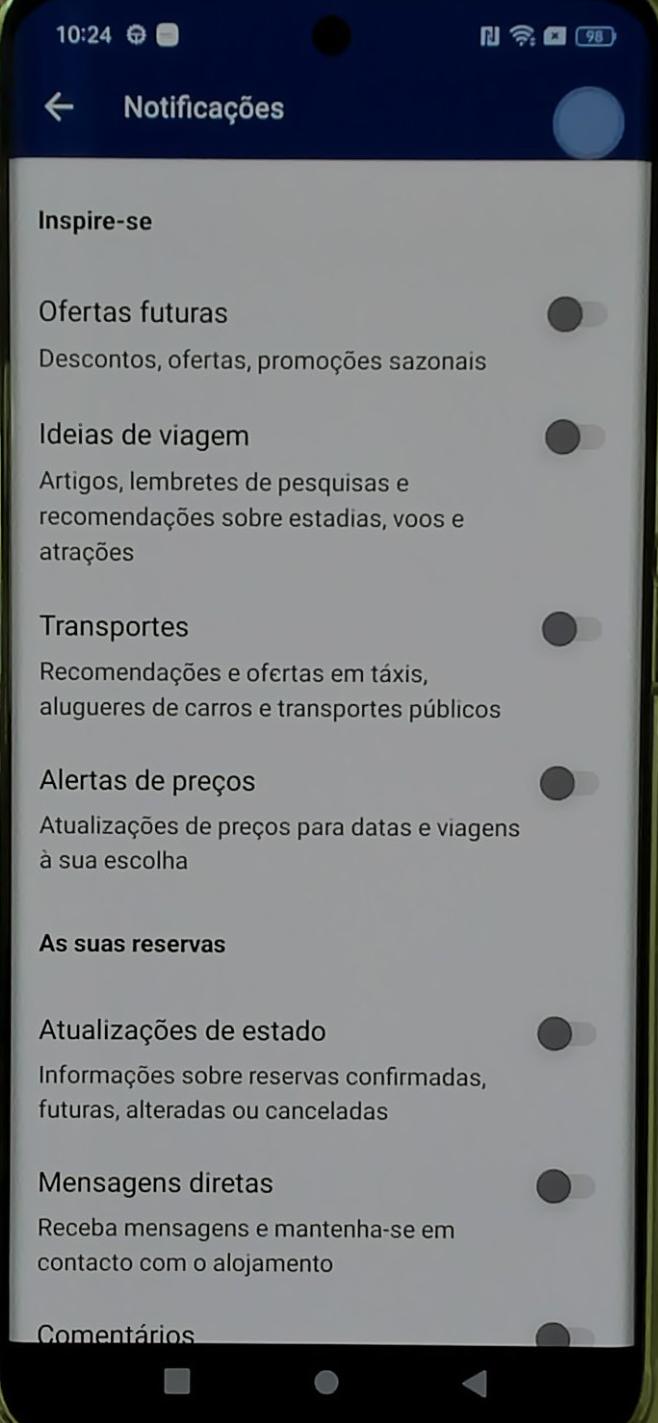 10:24
98
Notificações
Inspire-se
Ofertas futuras
Descontos, ofertas, promoções sazonais
Ideias de viagem
Artigos, lembretes de pesquisas e
recomendações sobre estadias, voos e
atrações
Transportes
Recomendações e ofertas em táxis,
alugueres de carros e transportes públicos
Alertas de preços
Atualizações de preços para datas e viagens
à sua escolha
As suas reservas
Atualizações de estado
Informações sobre reservas confirmadas,
futuras, alteradas ou canceladas
Mensagens diretas
Receba mensagens e mantenha-se em
contacto com o alojamento
Comentários